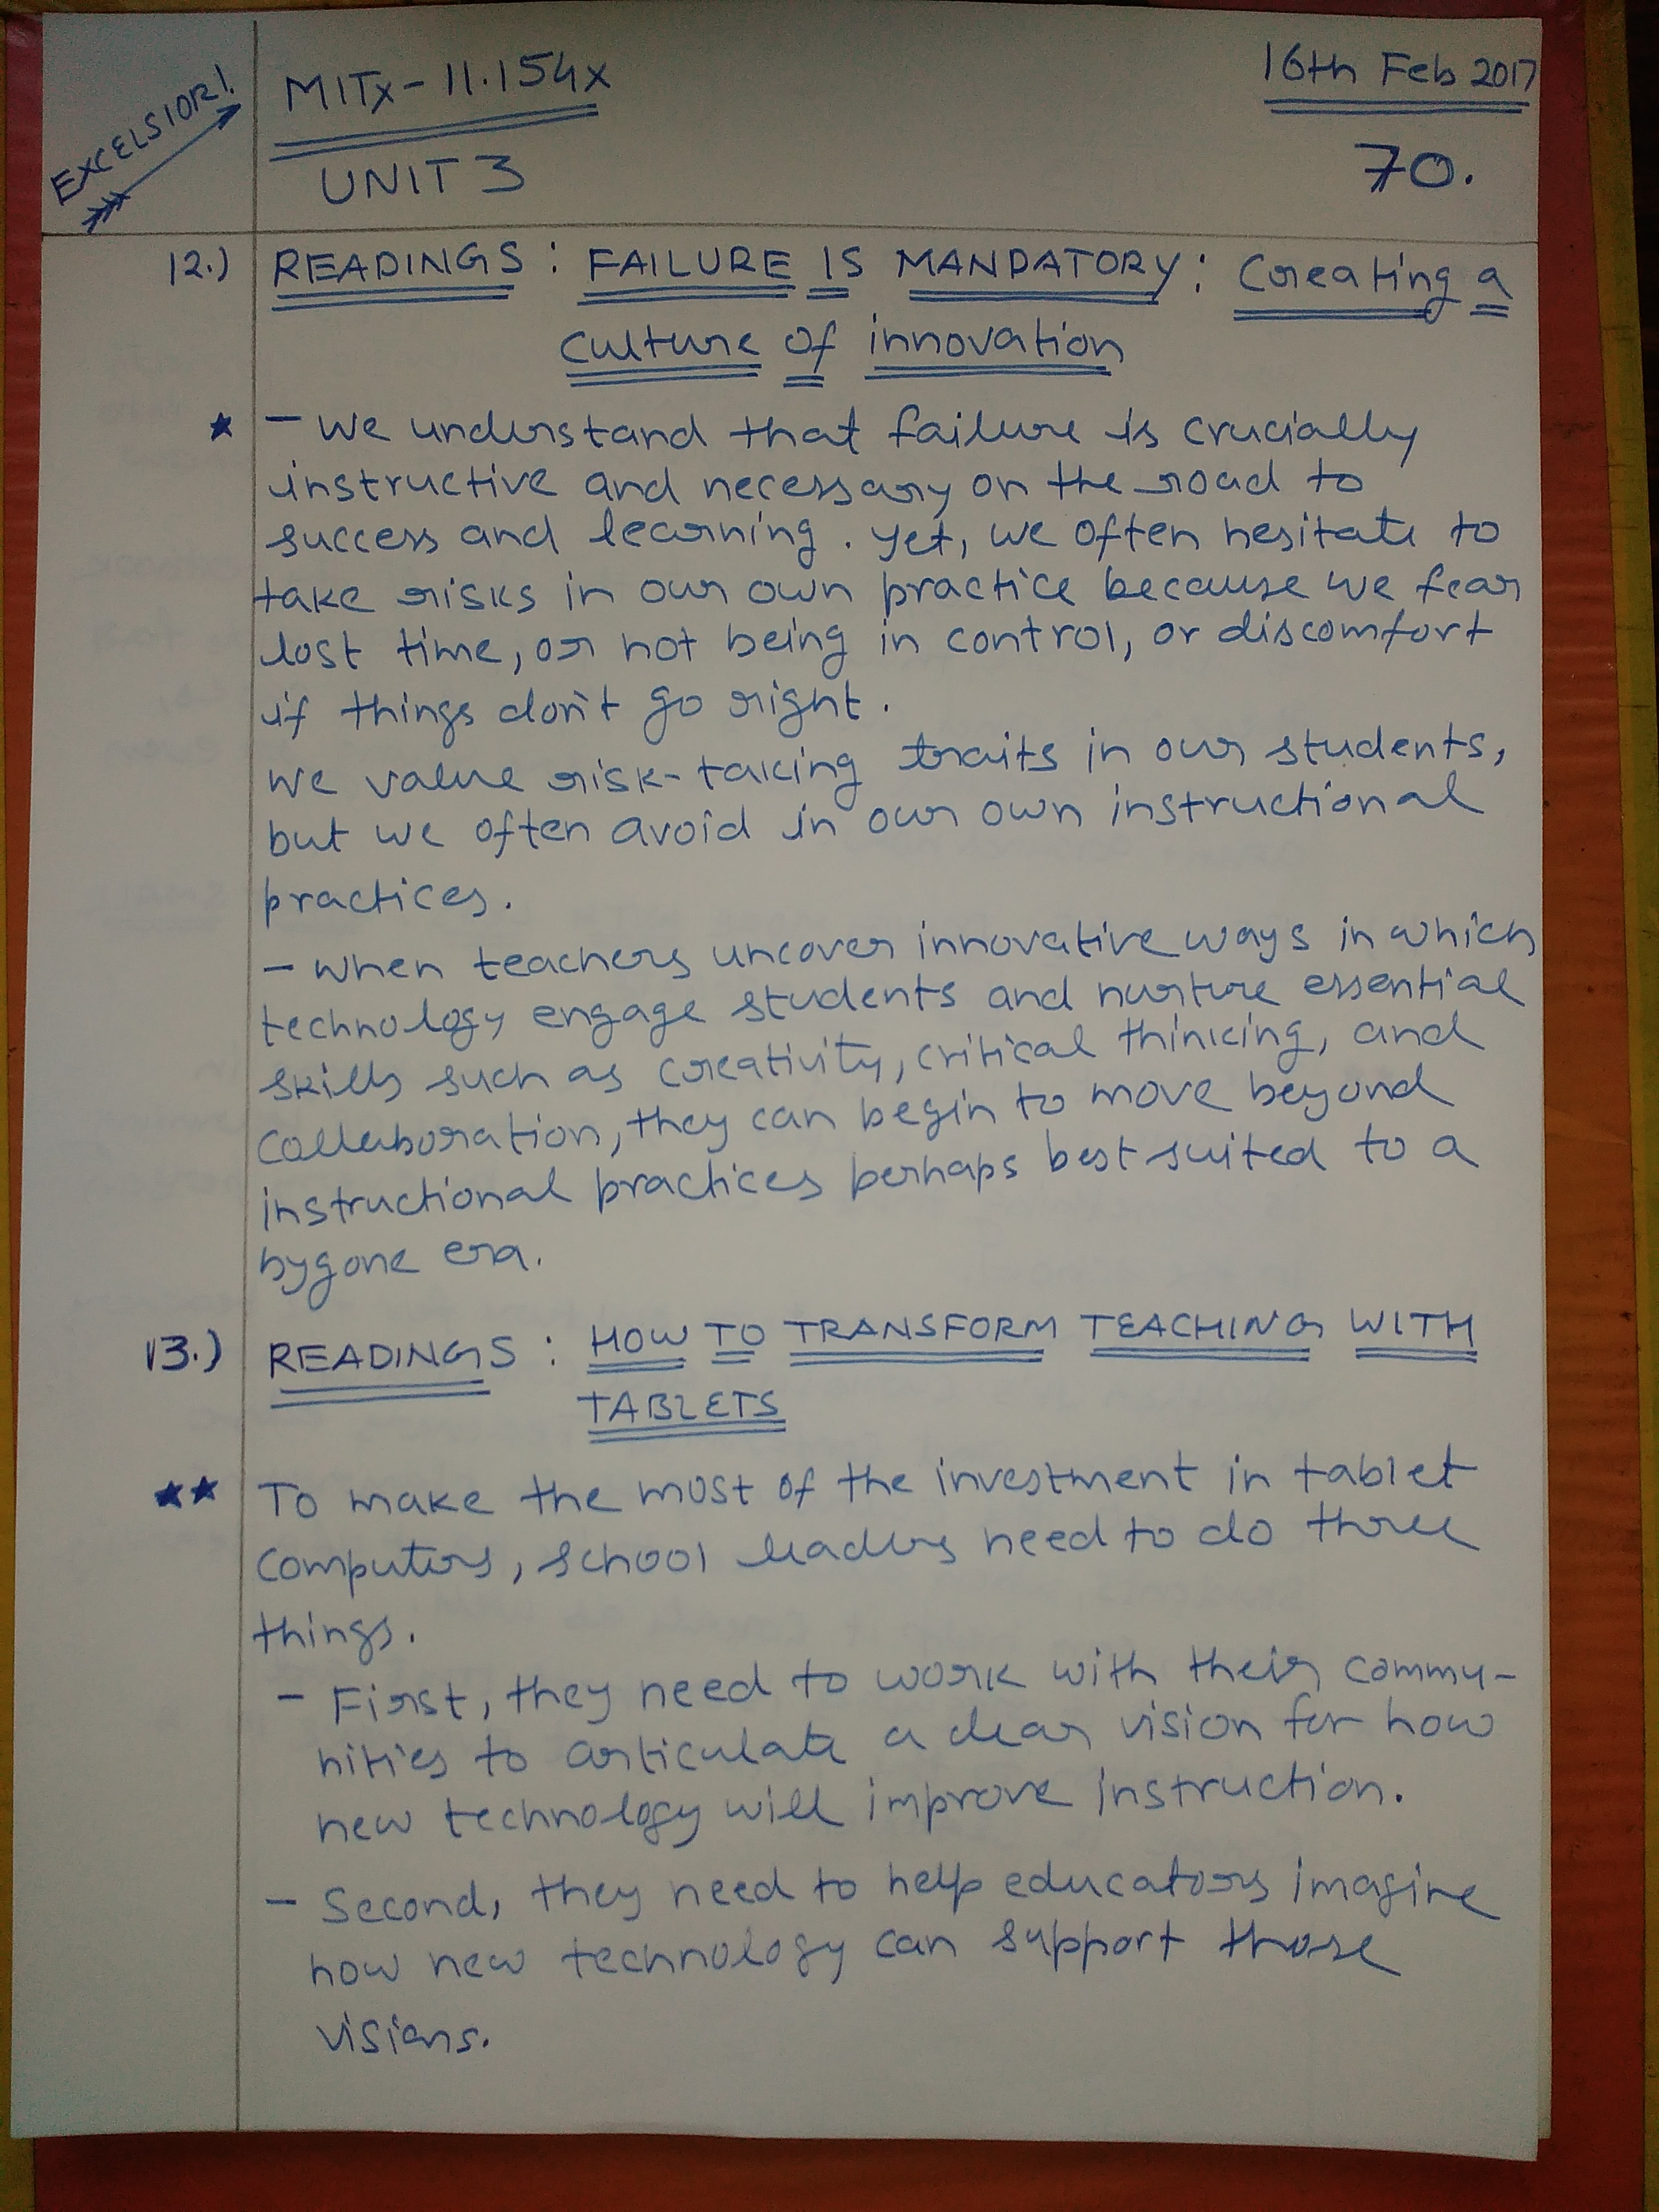 EXCELSIOR!
MITx - 11.154x
UNIT 3
16th Feb 2017
70.
12.) READINGS : FAILURE IS MANDATORY : Creating a
culture of innovation
★ - We understand that failure is crucially
instructive and necessary on the road to
success and learning. Yet, we often hesitate to
take risks in our own practice because we fear
lost time, or not being in control, or discomfort
if things don't go right.
We value risk-taking traits in our students,
but we often avoid in our own instructional
practices.
- When teachers uncover innovative ways in which
technology engage students and nurture essential
skills such as creativity, critical thinking, and
collaboration, they can begin to move beyond
instructional practices perhaps best suited to a
bygone era.
13.) READINGS : HOW TO TRANSFORM TEACHING WITH
TABLETS
★★ To make the most of the investment in tablet
computers, school leaders need to do three
things.
- First, they need to work with their commu-
nities to articulate a clear vision for how
new technology will improve instruction.
- Second, they need to help educators imagine
how new technology can support those
visions.